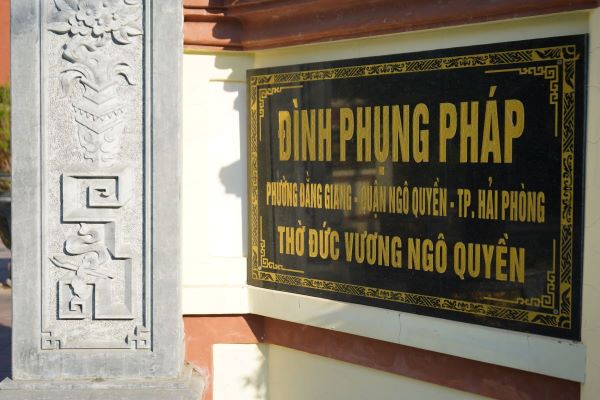 ĐÌNH PHỤNG PHÁP
PHƯỜNG ĐẰNG GIANG - QUẬN NGÔ QUYỀN - TP. HẢI PHÒNG
THỜ ĐỨC VƯƠNG NGÔ QUYỀN